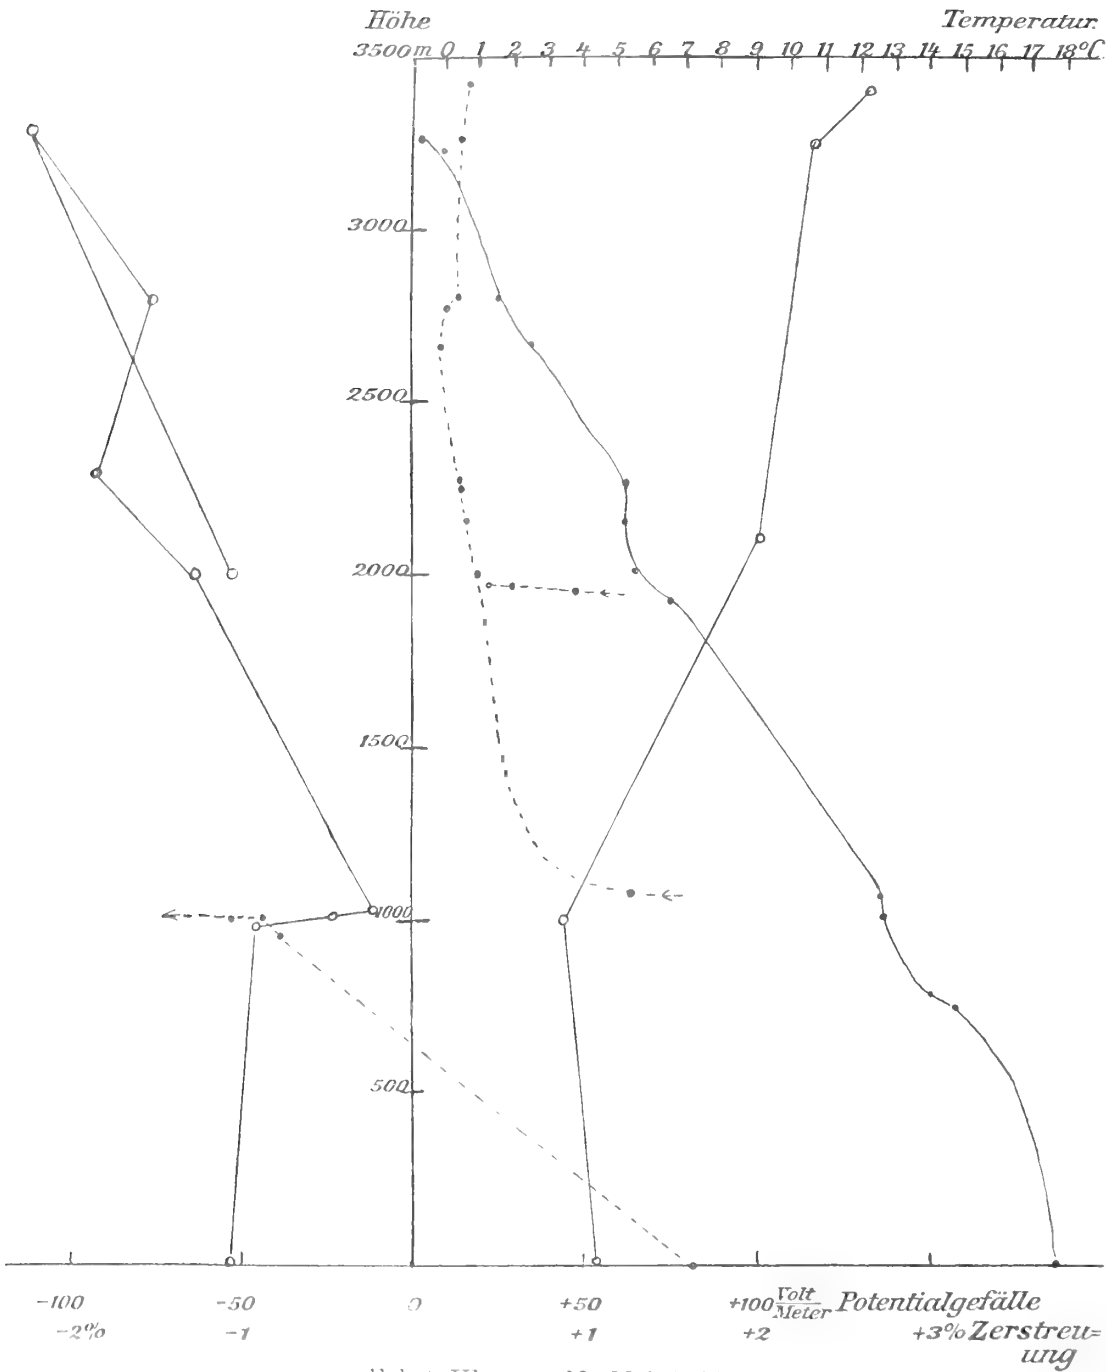 Höhe Temperatur.
3500 m 0 1 2 3 4 5 6 7 8 9 10 11 12 13 14 15 16 17 18°C.
3000
2500
2000
1500
1000
500
-100 -50 0 +50 +100 Volt/Meter Potentialgefälle
-2% -1 +1 +2 +3% Zerstreu=
ung